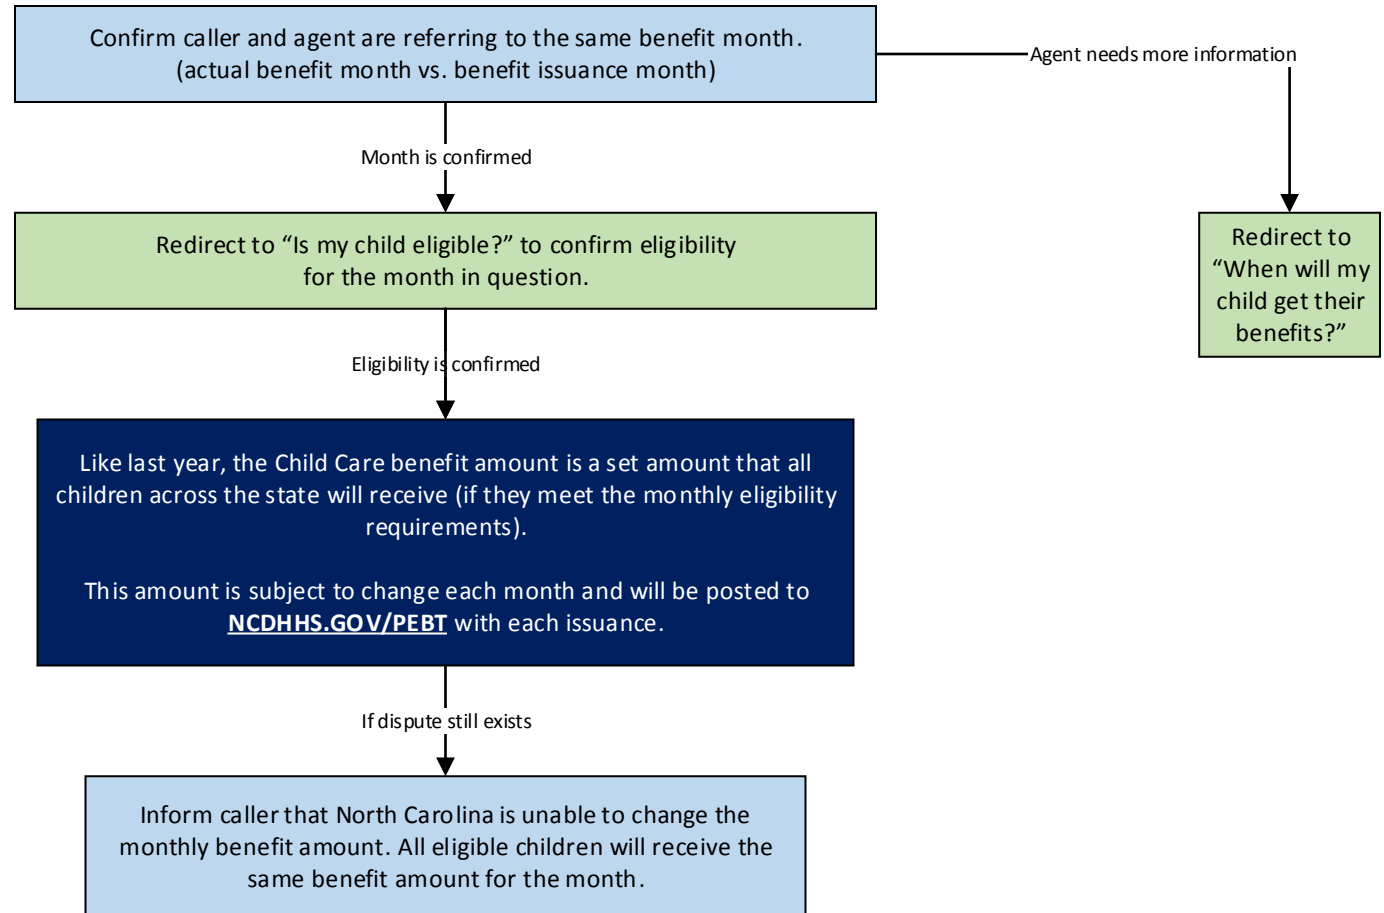 Confirm caller and agent are referring to the same benefit month.
(actual benefit month vs. benefit issuance month)
Agent needs more information
Month is confirmed
Redirect to “Is my child eligible?” to confirm eligibility
for the month in question.
Redirect to
“When will my
child get their
benefits?”
Eligibility is confirmed
Like last year, the Child Care benefit amount is a set amount that all
children across the state will receive (if they meet the monthly eligibility
requirements).
This amount is subject to change each month and will be posted to
NCDHHS.GOV/PEBT with each issuance.
If dispute still exists
Inform caller that North Carolina is unable to change the
monthly benefit amount. All eligible children will receive the
same benefit amount for the month.